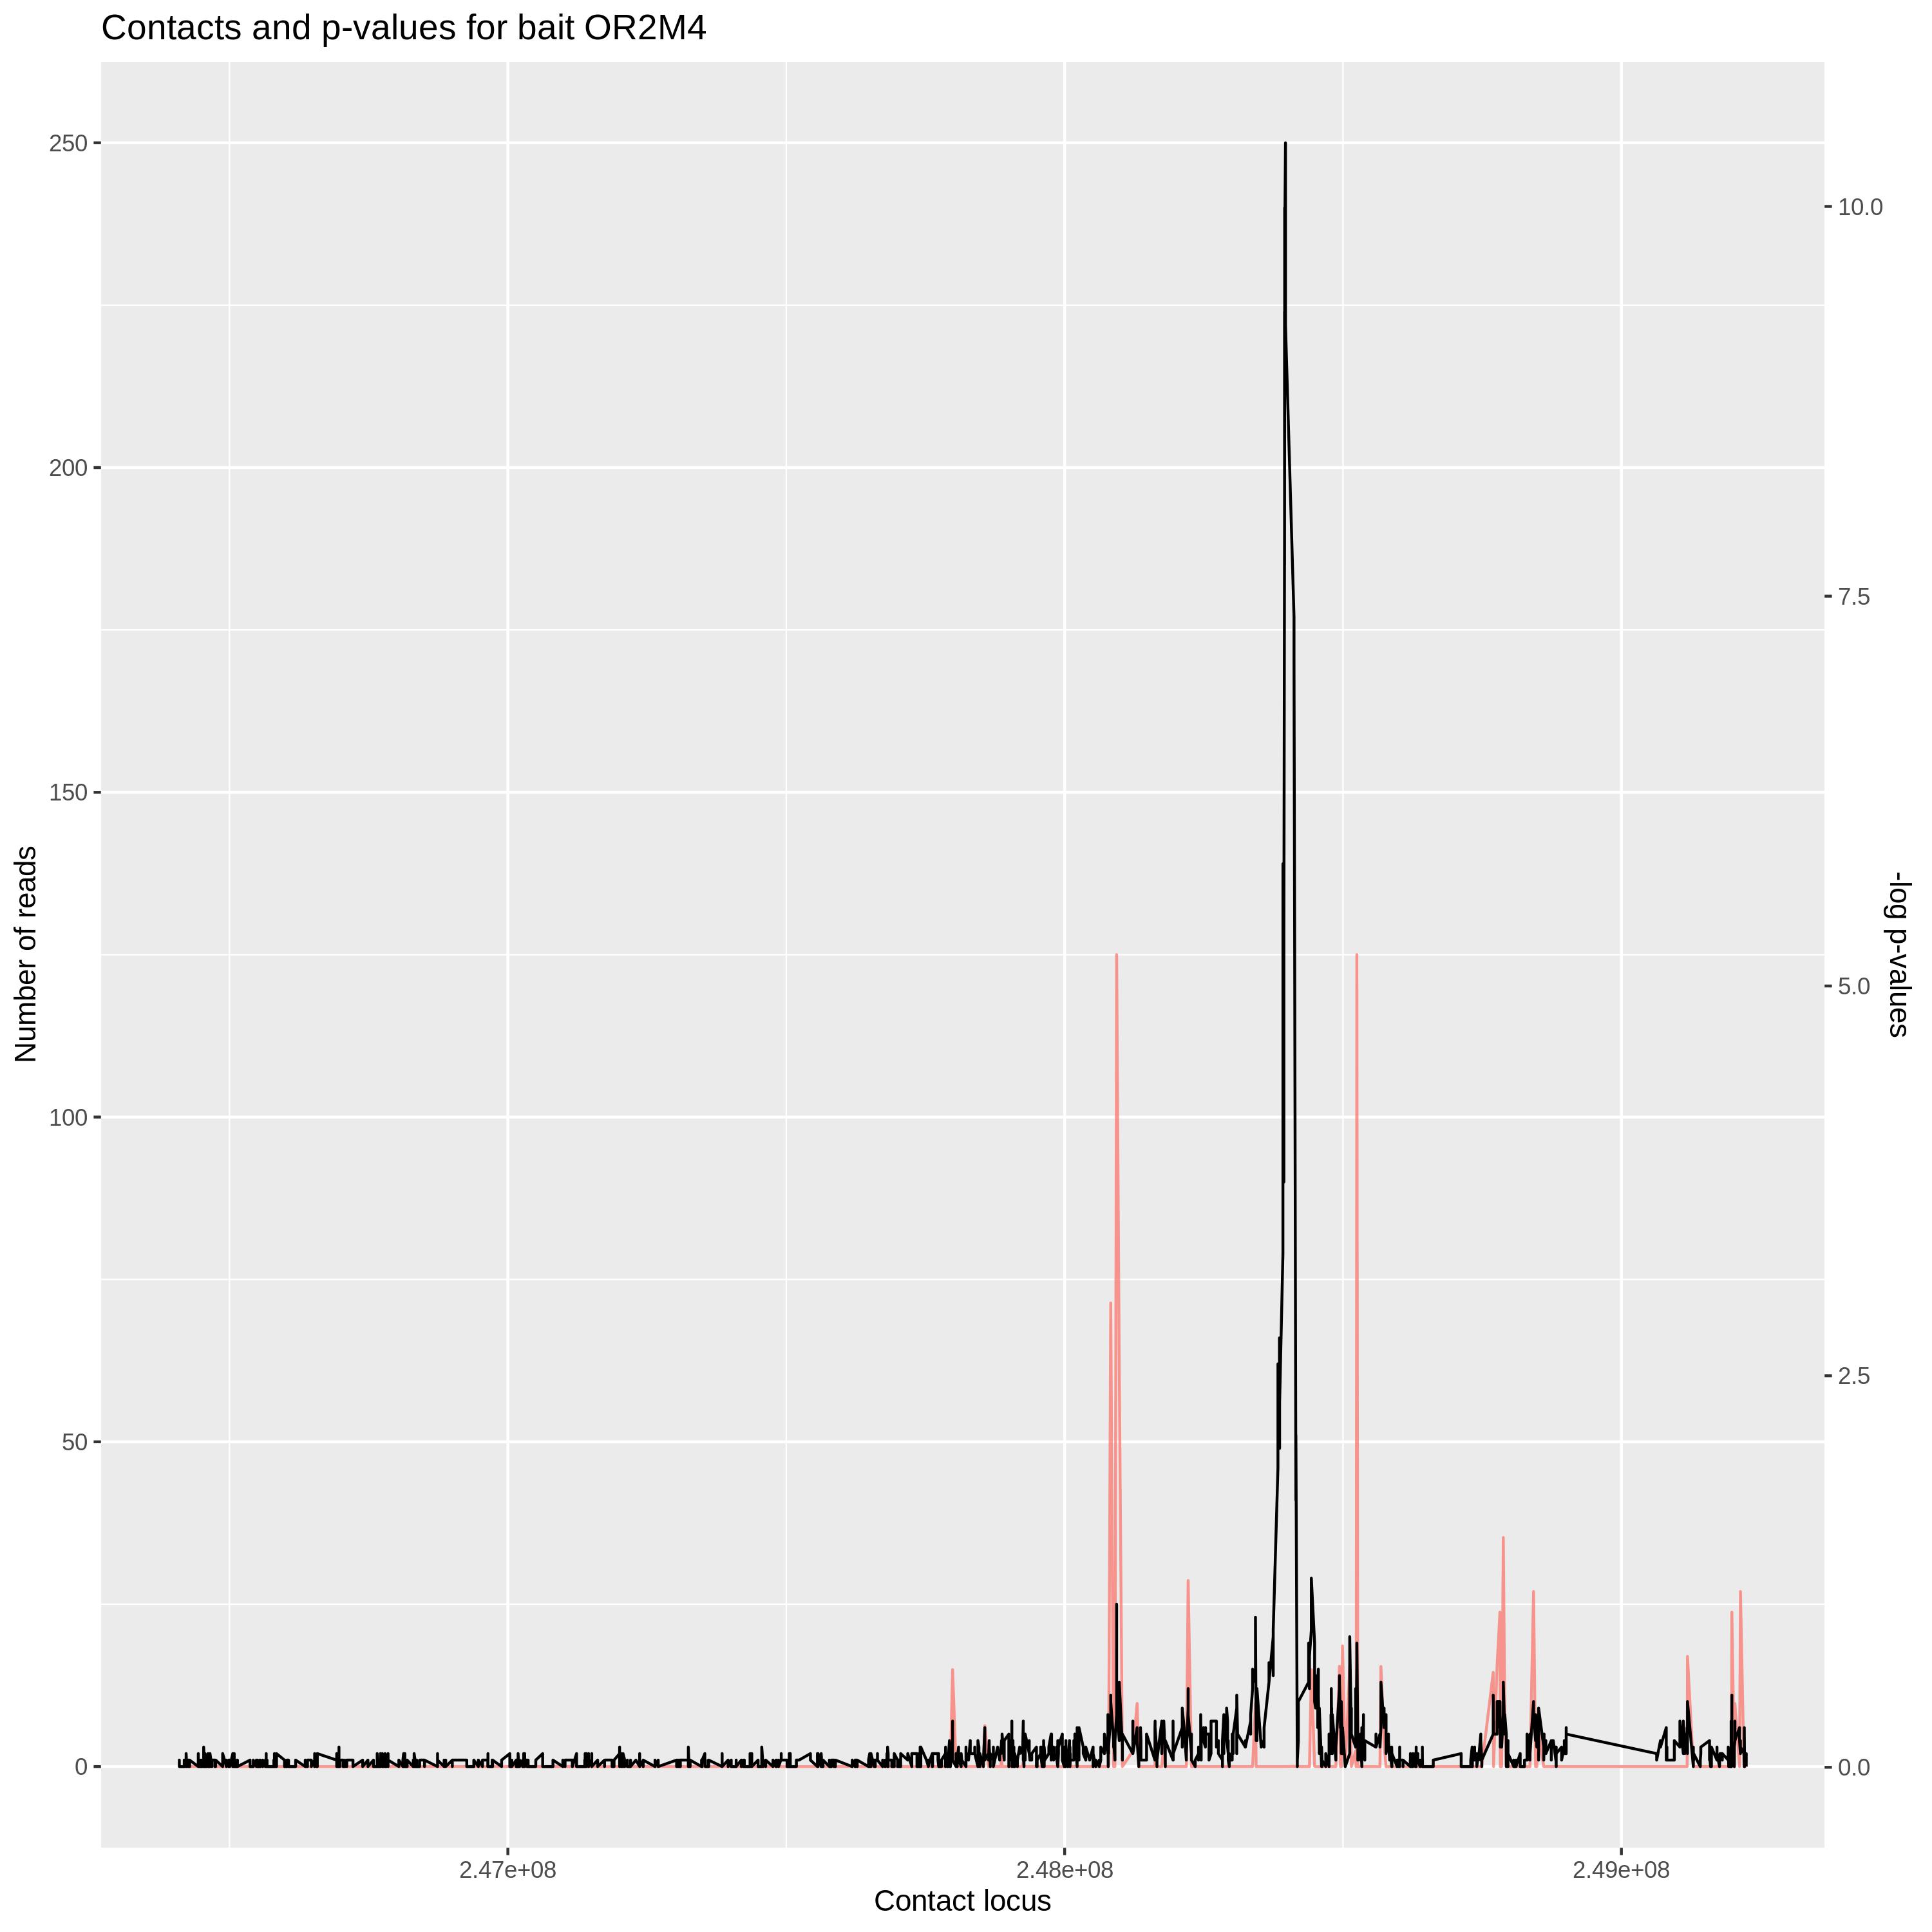 Contacts and p-values for bait OR2M4
250
200
150
100
50
0
Number of reads
10.0
7.5
5.0
2.5
0.0
-log p-values
2.47e+08
2.48e+08
2.49e+08
Contact locus